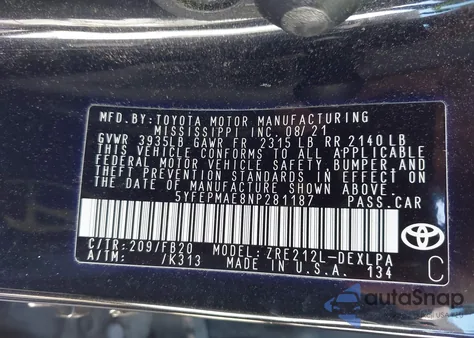 MFD.BY:TOYOTA MOTOR MANUFACTURING
MISSISSIPPI INC. 08/21
GVWR 3935LB GAWR FR 2315 LB RR 2140 LB
THIS VEHICLE CONFORMS TO ALL APPLICABLE
FEDERAL MOTOR VEHICLE SAFETY, BUMPER, AND
THEFT PREVENTION STANDARDS IN EFFECT ON
THE DATE OF MANUFACTURE SHOWN ABOVE.
5YFEPMAE8NP281187 PASS.CAR
C/TR:209/FB20 MODEL:ZRE212L-DEXLPA
A/TM: /K313 MADE IN U.S.A. 134
C
autoSnap